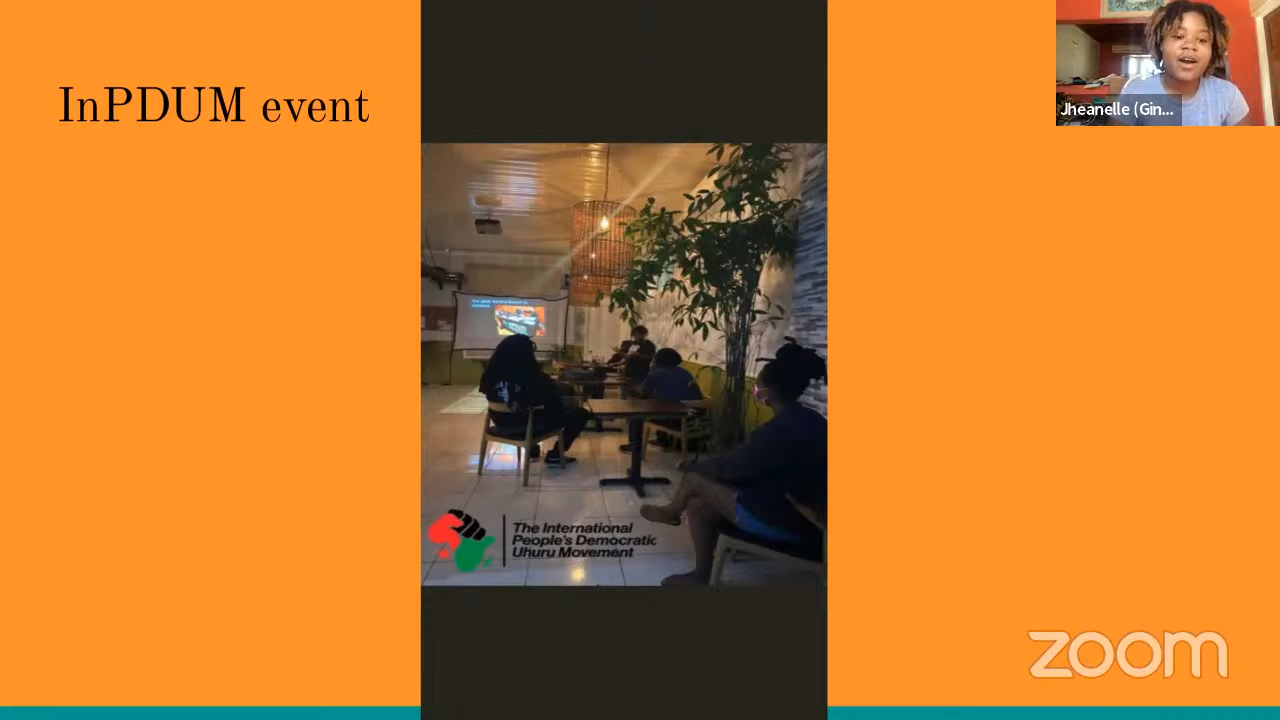 InPDUM event
Jheanelle (Gin...
The International
People's Democratic
Uhuru Movement
zoom